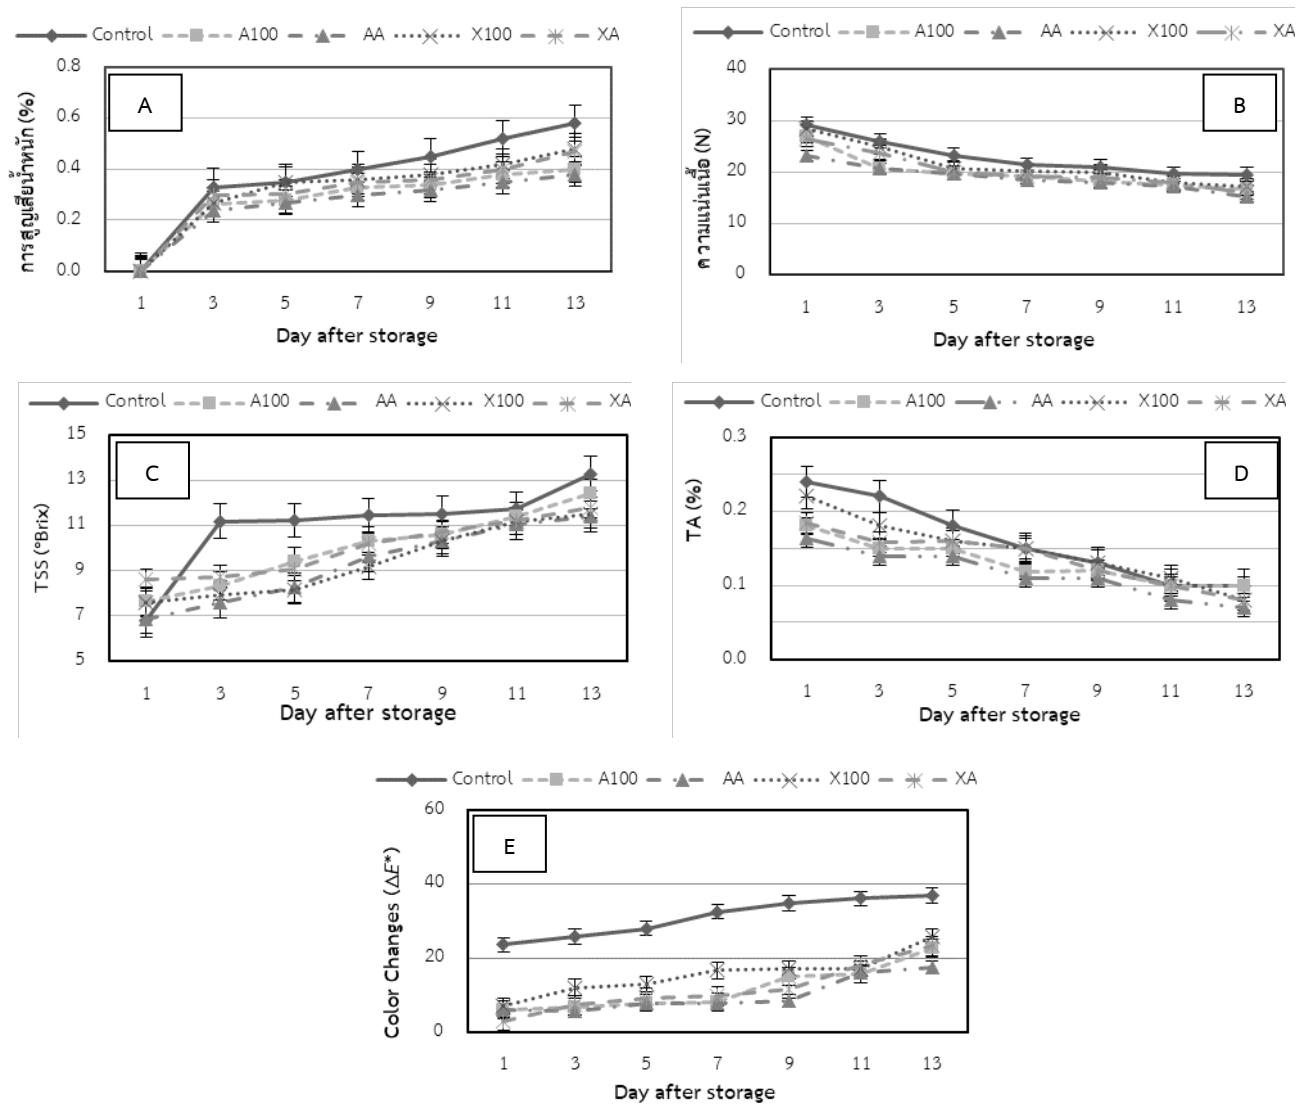 Control A100 AA X100 XA
การสูญเสียน้ำหนัก (%)
0.8
0.6
0.4
0.2
0.0
A
1 3 5 7 9 11 13
Day after storage
Control A100 AA X100 XA
ความแน่นเนื้อ (N)
40
30
20
10
0
B
1 3 5 7 9 11 13
Day after storage
Control A100 AA X100 XA
TSS (°Brix)
15
13
11
9
7
5
C
1 3 5 7 9 11 13
Day after storage
Control A100 AA X100 XA
TA (%)
0.3
0.2
0.1
0.0
D
1 3 5 7 9 11 13
Day after storage
Control A100 AA X100 XA
Color Changes (ΔE*)
60
40
20
0
E
1 3 5 7 9 11 13
Day after storage